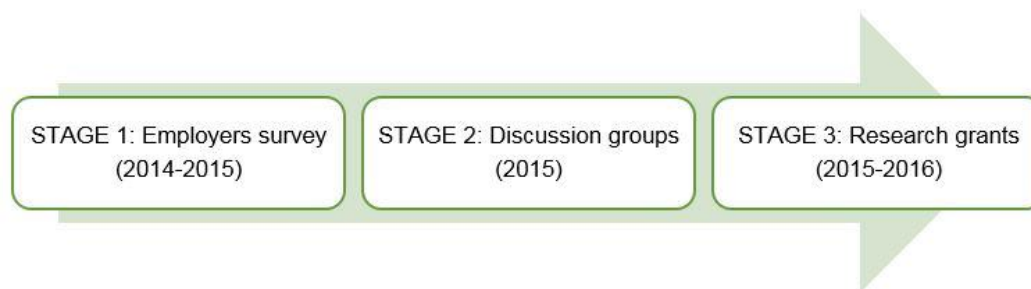 STAGE 1: Employers survey
(2014-2015)
STAGE 2: Discussion groups
(2015)
STAGE 3: Research grants
(2015-2016)